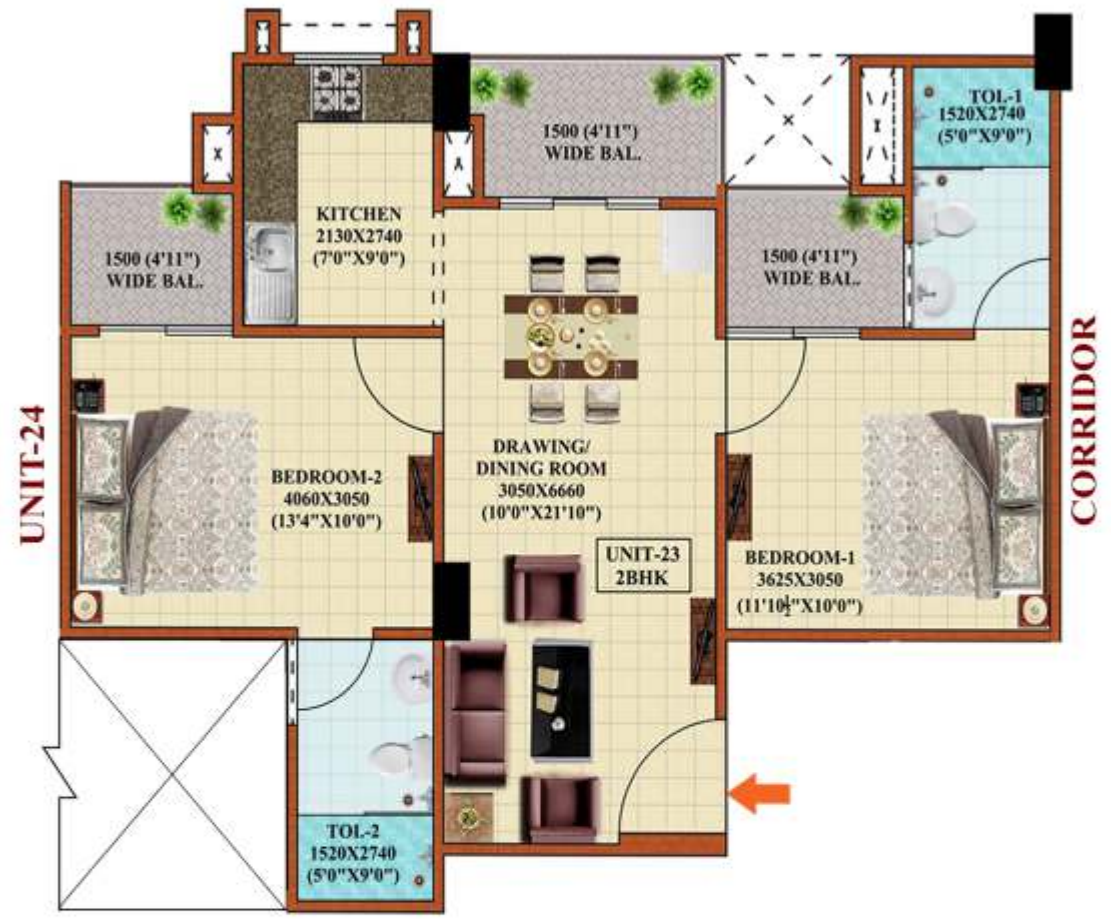 TOL-1
1520X2740
(5'0"X9'0")
1500 (4'11")
WIDE BAL.
KITCHEN
2130X2740
(7'0"X9'0")
1500 (4'11")
WIDE BAL.
1500 (4'11")
WIDE BAL.
UNIT-24
CORRIDOR
DRAWING/
DINING ROOM
3050X6660
(10'0"X21'10")
BEDROOM-2
4060X3050
(13'4"X10'0")
UNIT-23
2BHK
BEDROOM-1
3625X3050
(11'10½"X10'0")
TOL-2
1520X2740
(5'0"X9'0")